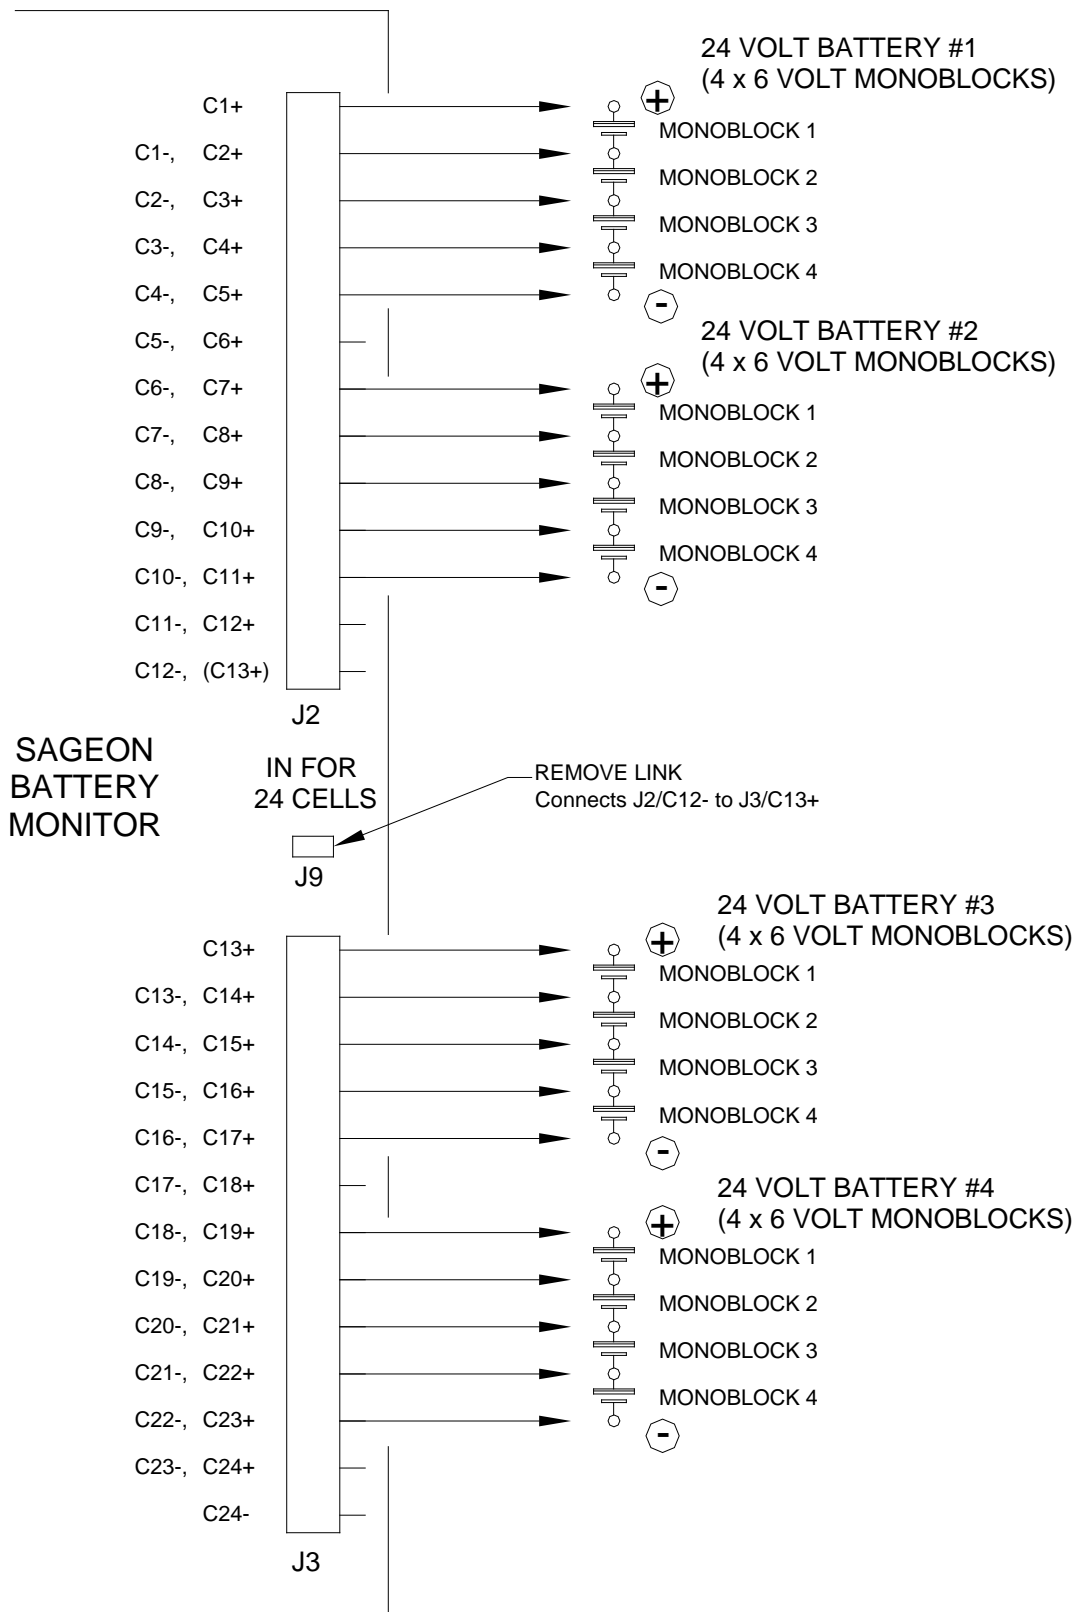 24 VOLT BATTERY #1
(4 x 6 VOLT MONOBLOCKS)
C1+
+
MONOBLOCK 1
C1-, C2+
MONOBLOCK 2
C2-, C3+
MONOBLOCK 3
C3-, C4+
MONOBLOCK 4
C4-, C5+
-
24 VOLT BATTERY #2
(4 x 6 VOLT MONOBLOCKS)
C5-, C6+
+
C6-, C7+
MONOBLOCK 1
C7-, C8+
MONOBLOCK 2
C8-, C9+
MONOBLOCK 3
C9-, C10+
MONOBLOCK 4
C10-, C11+
-
C11-, C12+
C12-, (C13+)
J2
SAGEON
BATTERY
MONITOR
IN FOR
24 CELLS
REMOVE LINK
Connects J2/C12- to J3/C13+
J9
24 VOLT BATTERY #3
(4 x 6 VOLT MONOBLOCKS)
C13+
+
MONOBLOCK 1
C13-, C14+
MONOBLOCK 2
C14-, C15+
MONOBLOCK 3
C15-, C16+
MONOBLOCK 4
C16-, C17+
-
C17-, C18+
24 VOLT BATTERY #4
(4 x 6 VOLT MONOBLOCKS)
+
C18-, C19+
MONOBLOCK 1
C19-, C20+
MONOBLOCK 2
C20-, C21+
MONOBLOCK 3
C21-, C22+
MONOBLOCK 4
C22-, C23+
-
C23-, C24+
C24-
J3